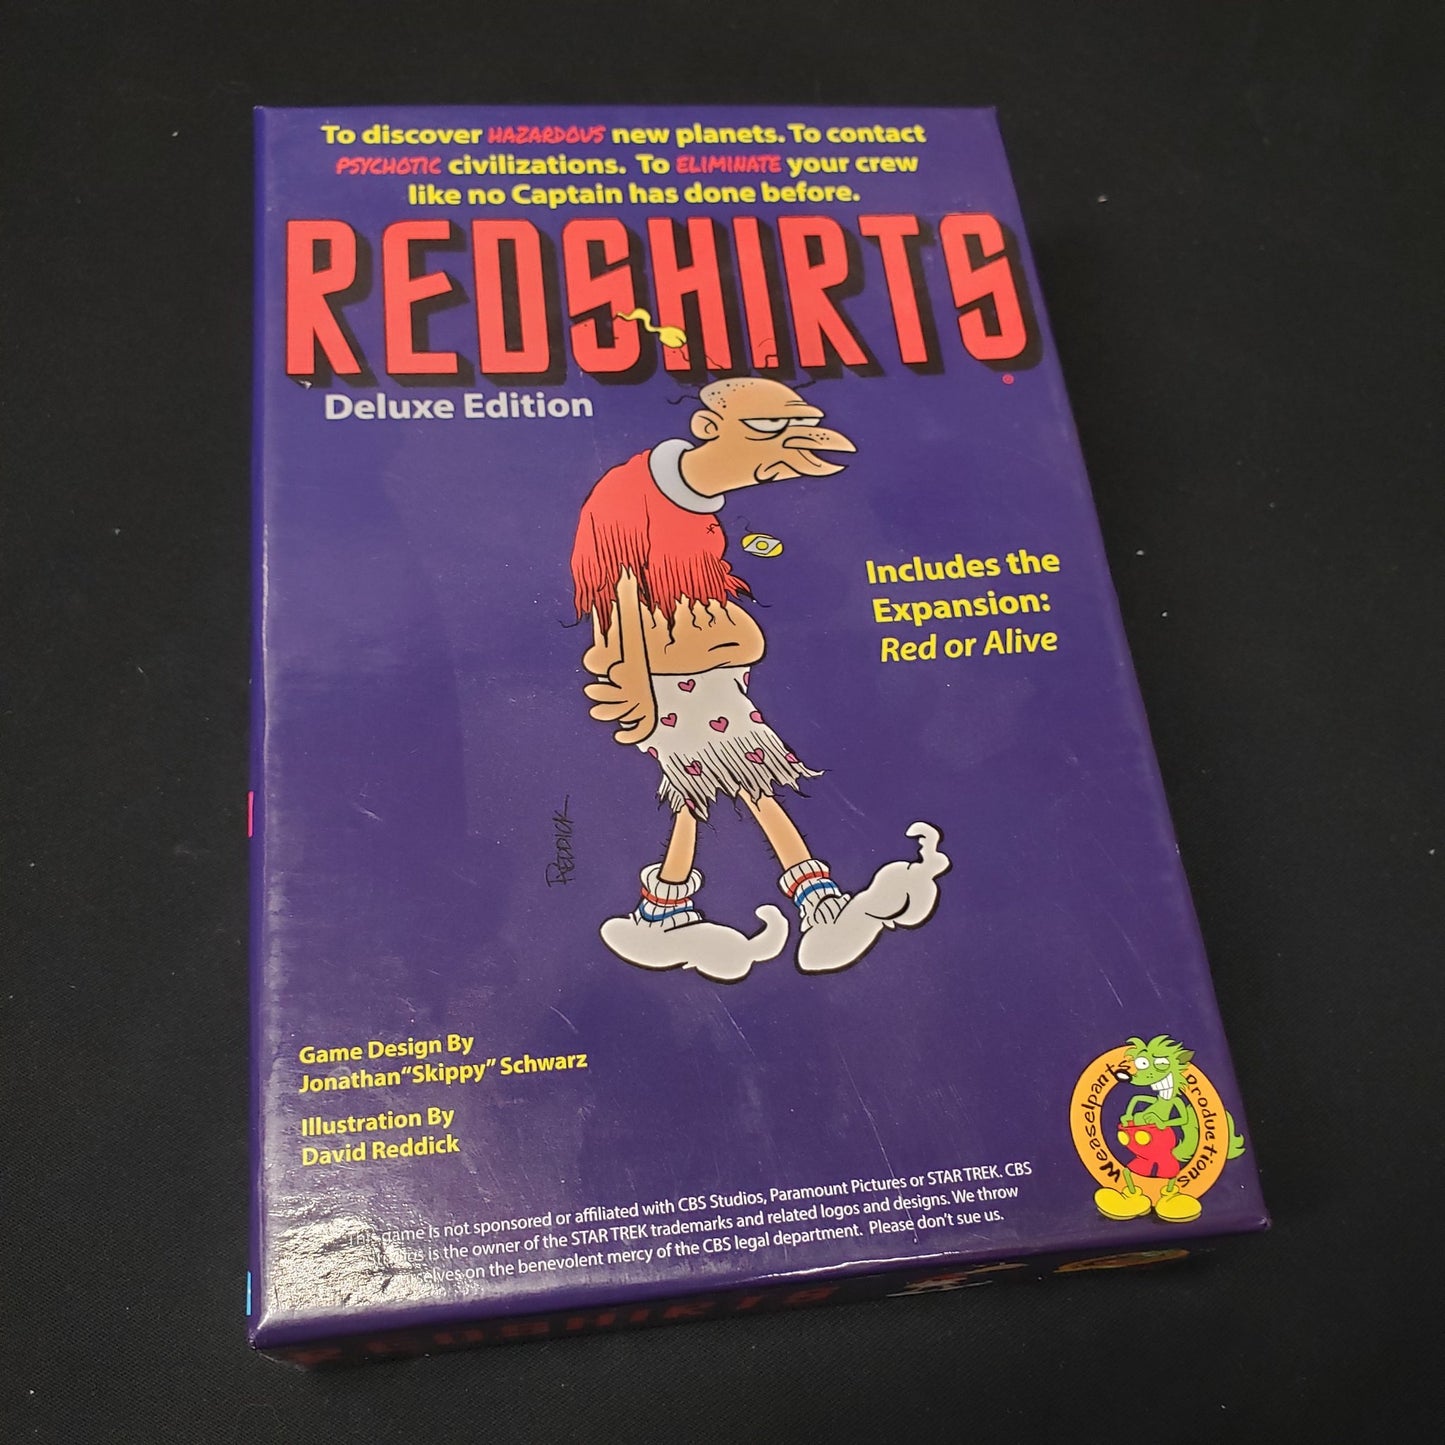 To discover HAZARDOUS new planets. To contact
PSYCHOTIC civilizations. To ELIMINATE your crew
like no Captain has done before.
REDSHIRTS
®
Deluxe Edition
Includes the
Expansion:
Red or Alive
REDDICK
Game Design By
Jonathan"Skippy" Schwarz
Illustration By
David Reddick
Weaselpants productions
This game is not sponsored or affiliated with CBS Studios, Paramount Pictures or STAR TREK. CBS
is the owner of the STAR TREK trademarks and related logos and designs. We throw
on the benevolent mercy of the CBS legal department. Please don't sue us.
REDSHIRTS